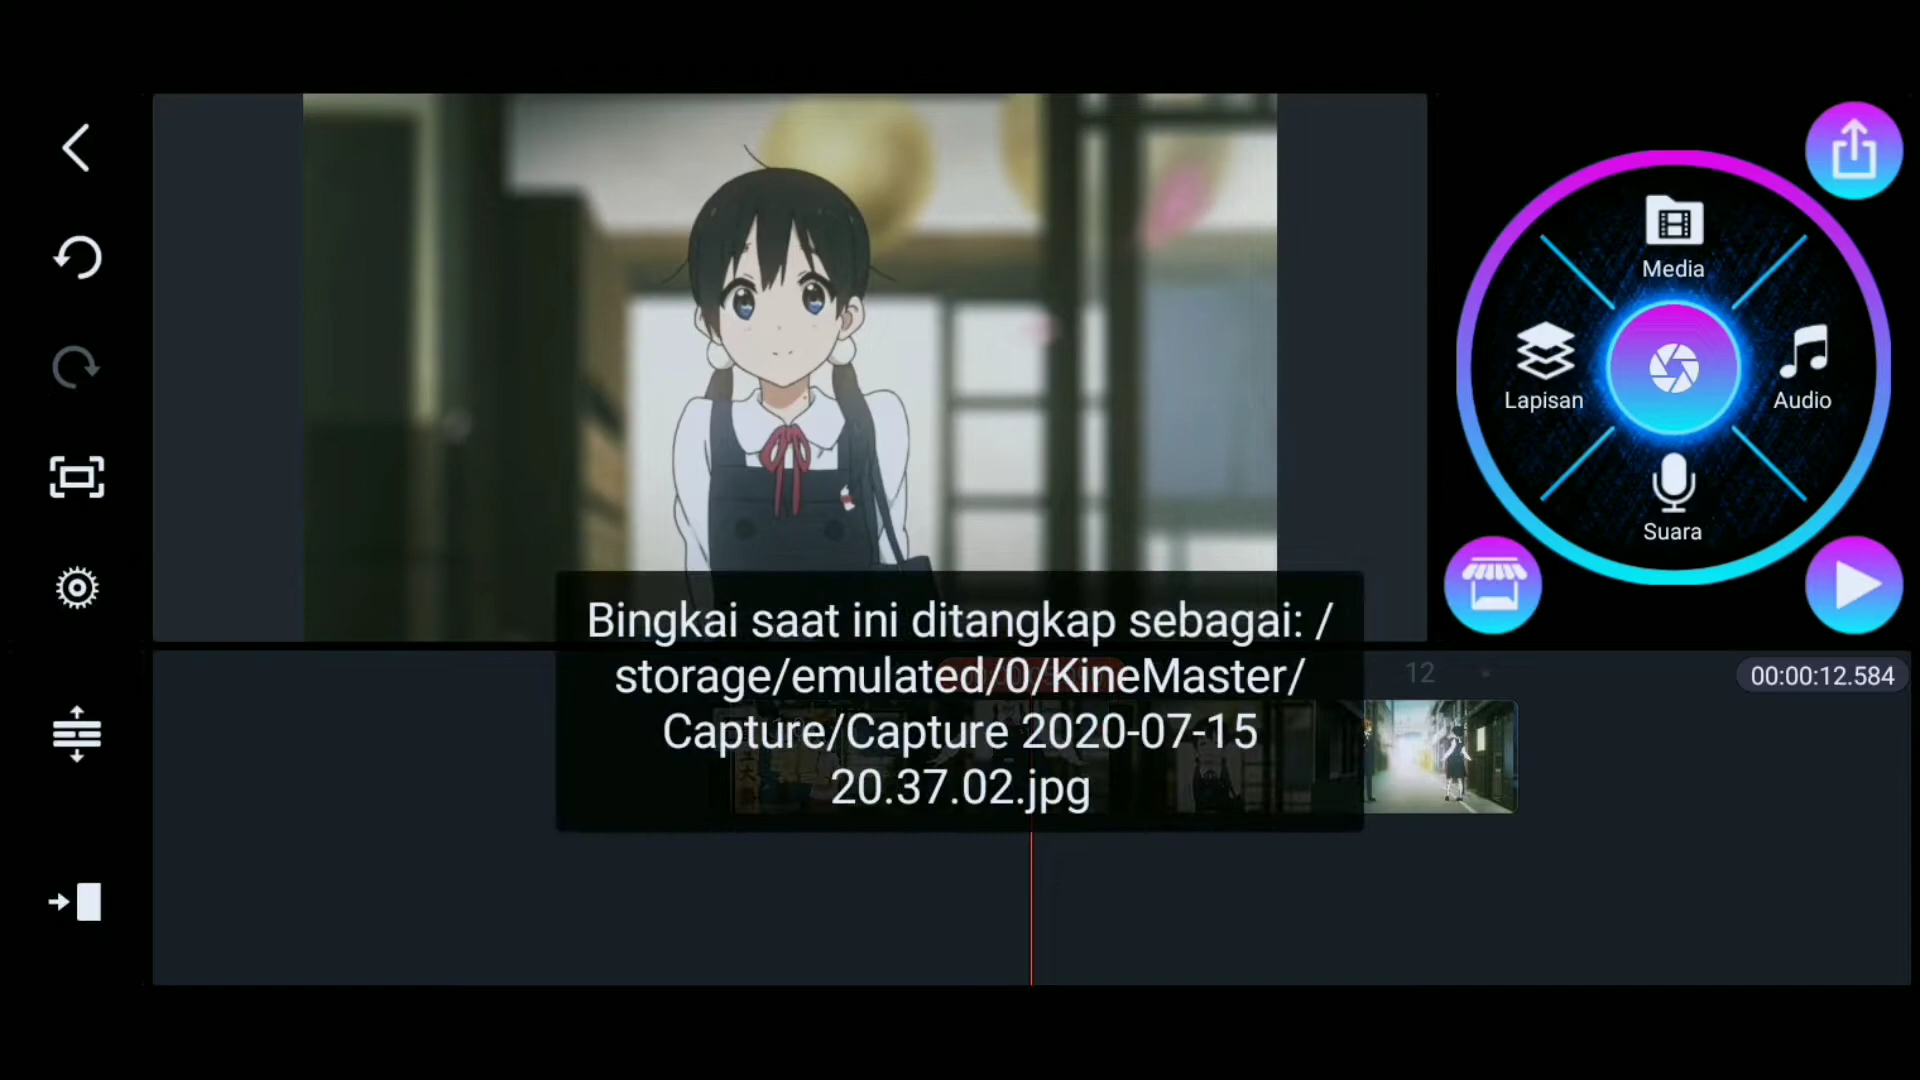 Media
Lapisan
Audio
Suara
Bingkai saat ini ditangkap sebagai: /
storage/emulated/0/KineMaster/
Capture/Capture 2020-07-15
20.37.02.jpg
12
00:00:12.584